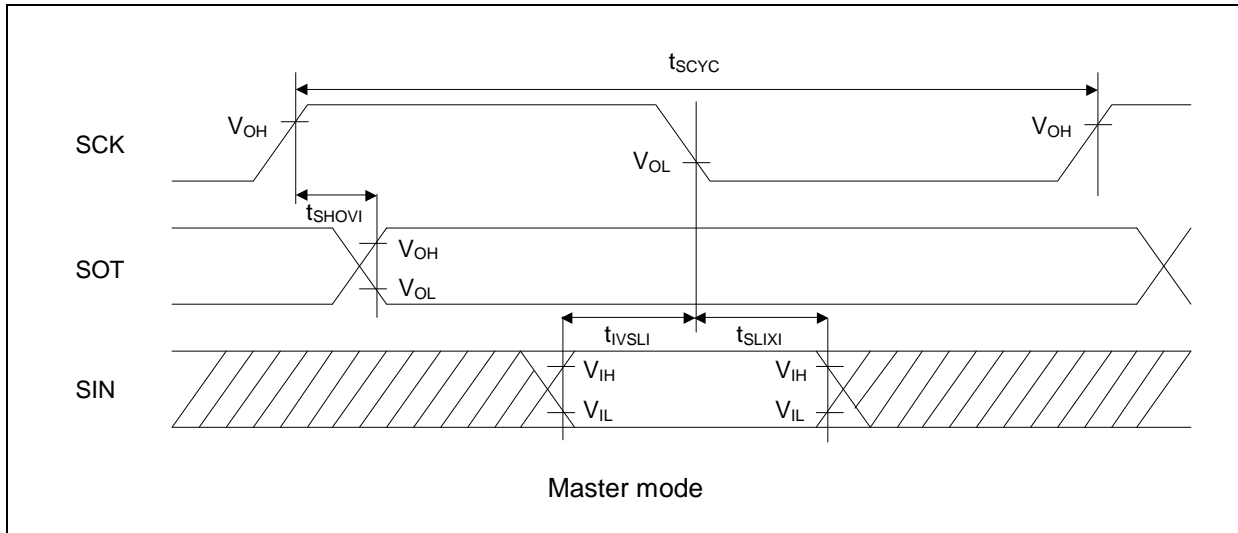 tSCYC
VOH
VOH
SCK
VOL
tSHOVI
VOH
SOT
VOL
tIVSLI
tSLIXI
VIH
VIH
SIN
VIL
VIL
Master mode